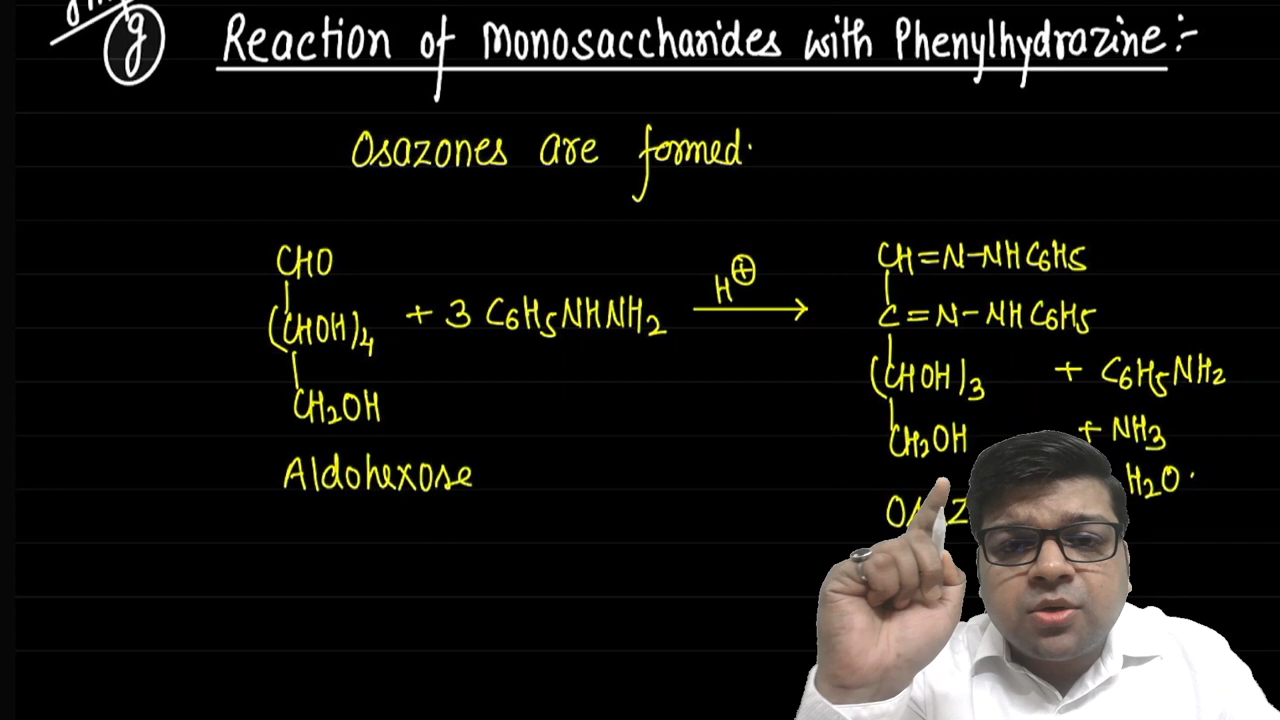 g
Reaction of Monosaccharides with Phenylhydrazine:-
Osazones are formed.
CHO
(CHOH)4
CH2OH
+ 3 C6H5NHNH2
H⊕
CH=N-NHC6H5
C=N-NHC6H5
(CHOH)3
CH2OH
+ C6H5NH2
+ NH3
H2O.
Aldohexose